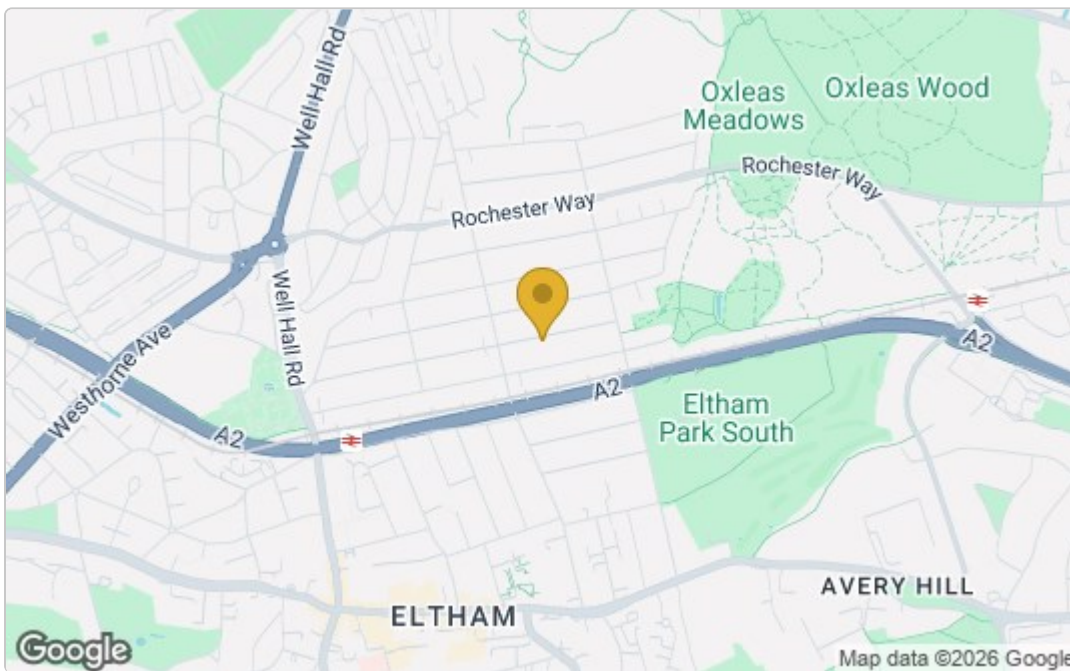 Well Hall Rd
Oxleas
Meadows
Oxleas Wood
Rochester Way
Rochester Way
Well Hall Rd
Westhorne Ave
A2
A2
A2
Eltham
Park South
AVERY HILL
ELTHAM
Google
Map data ©2026 Google